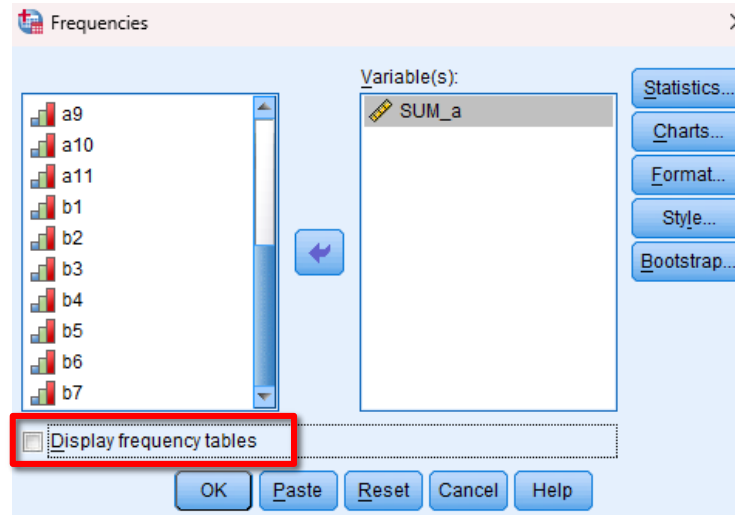 Frequencies
Variable(s):
a9
a10
a11
b1
b2
b3
b4
b5
b6
b7
SUM_a
Statistics...
Charts...
Format...
Style...
Bootstrap...
Display frequency tables
OK
Paste
Reset
Cancel
Help